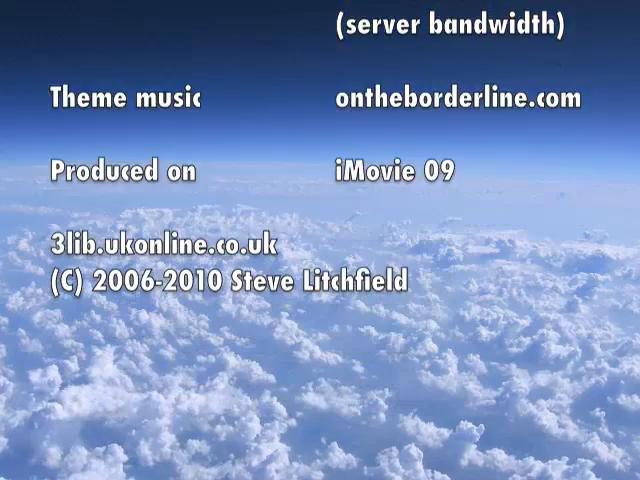 (server bandwidth)
Theme music ontheborderline.com
Produced on iMovie 09
3lib.ukonline.co.uk
(C) 2006-2010 Steve Litchfield